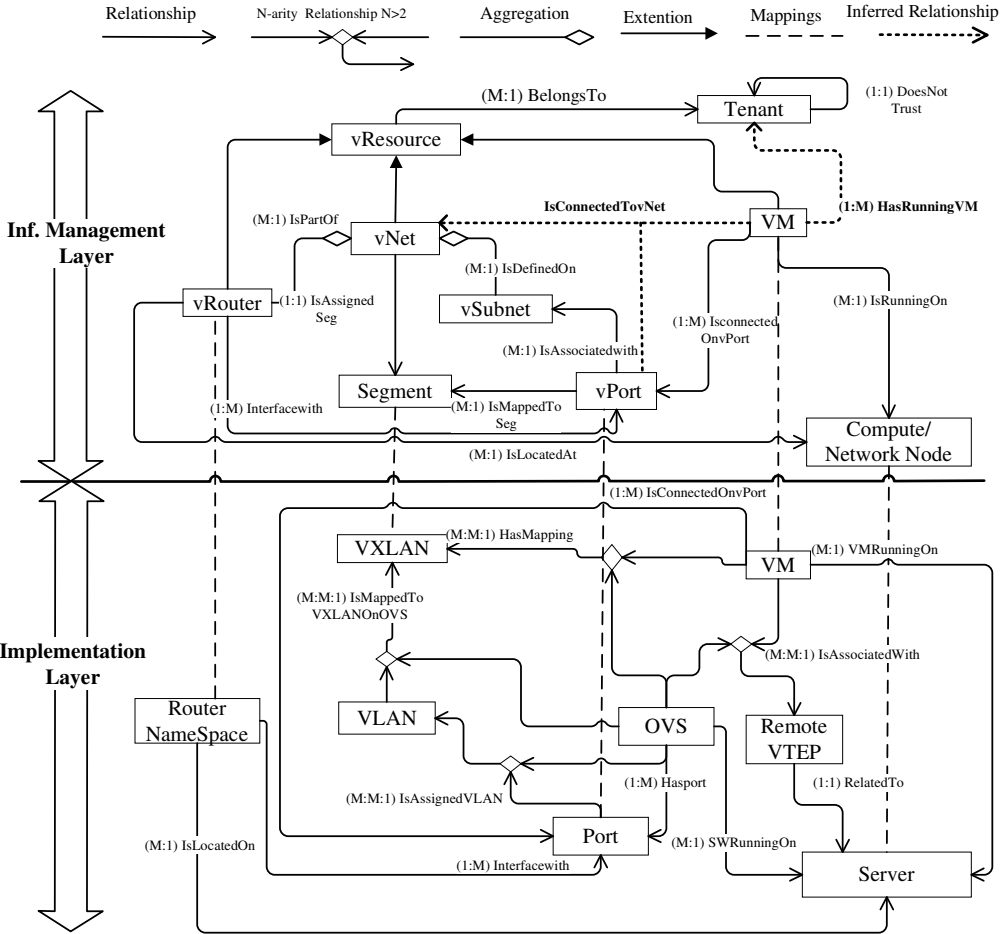 Relationship
N-arity Relationship N>2
Aggregation
Extention
Mappings
Inferred Relationship
(M:1) BelongsTo
Tenant
(1:1) DoesNot
Trust
vResource
Inf. Management
Layer
(M:1) IsPartOf
IsConnectedTovNet
VM
(1:M) HasRunningVM
vNet
(M:1) IsDefinedOn
vRouter
(1:1) IsAssigned
Seg
vSubnet
(M:1) IsRunningOn
(1:M) Isconnected
OnvPort
(M:1) IsAssociatedwith
Segment
vPort
(1:M) Interfacewith
(M:1) IsMappedTo
Seg
Compute/
Network Node
(M:1) IsLocatedAt
(1:M) IsConnectedOnvPort
VXLAN
(M:M:1) HasMapping
VM
(M:1) VMRunningOn
(M:M:1) IsMappedTo
VXLANOnOVS
Implementation
Layer
(M:M:1) IsAssociatedWith
Router
NameSpace
VLAN
OVS
Remote
VTEP
(M:M:1) IsAssignedVLAN
(1:M) Hasport
(1:1) RelatedTo
Port
(M:1) IsLocatedOn
(M:1) SWRunningOn
(1:M) Interfacewith
Server